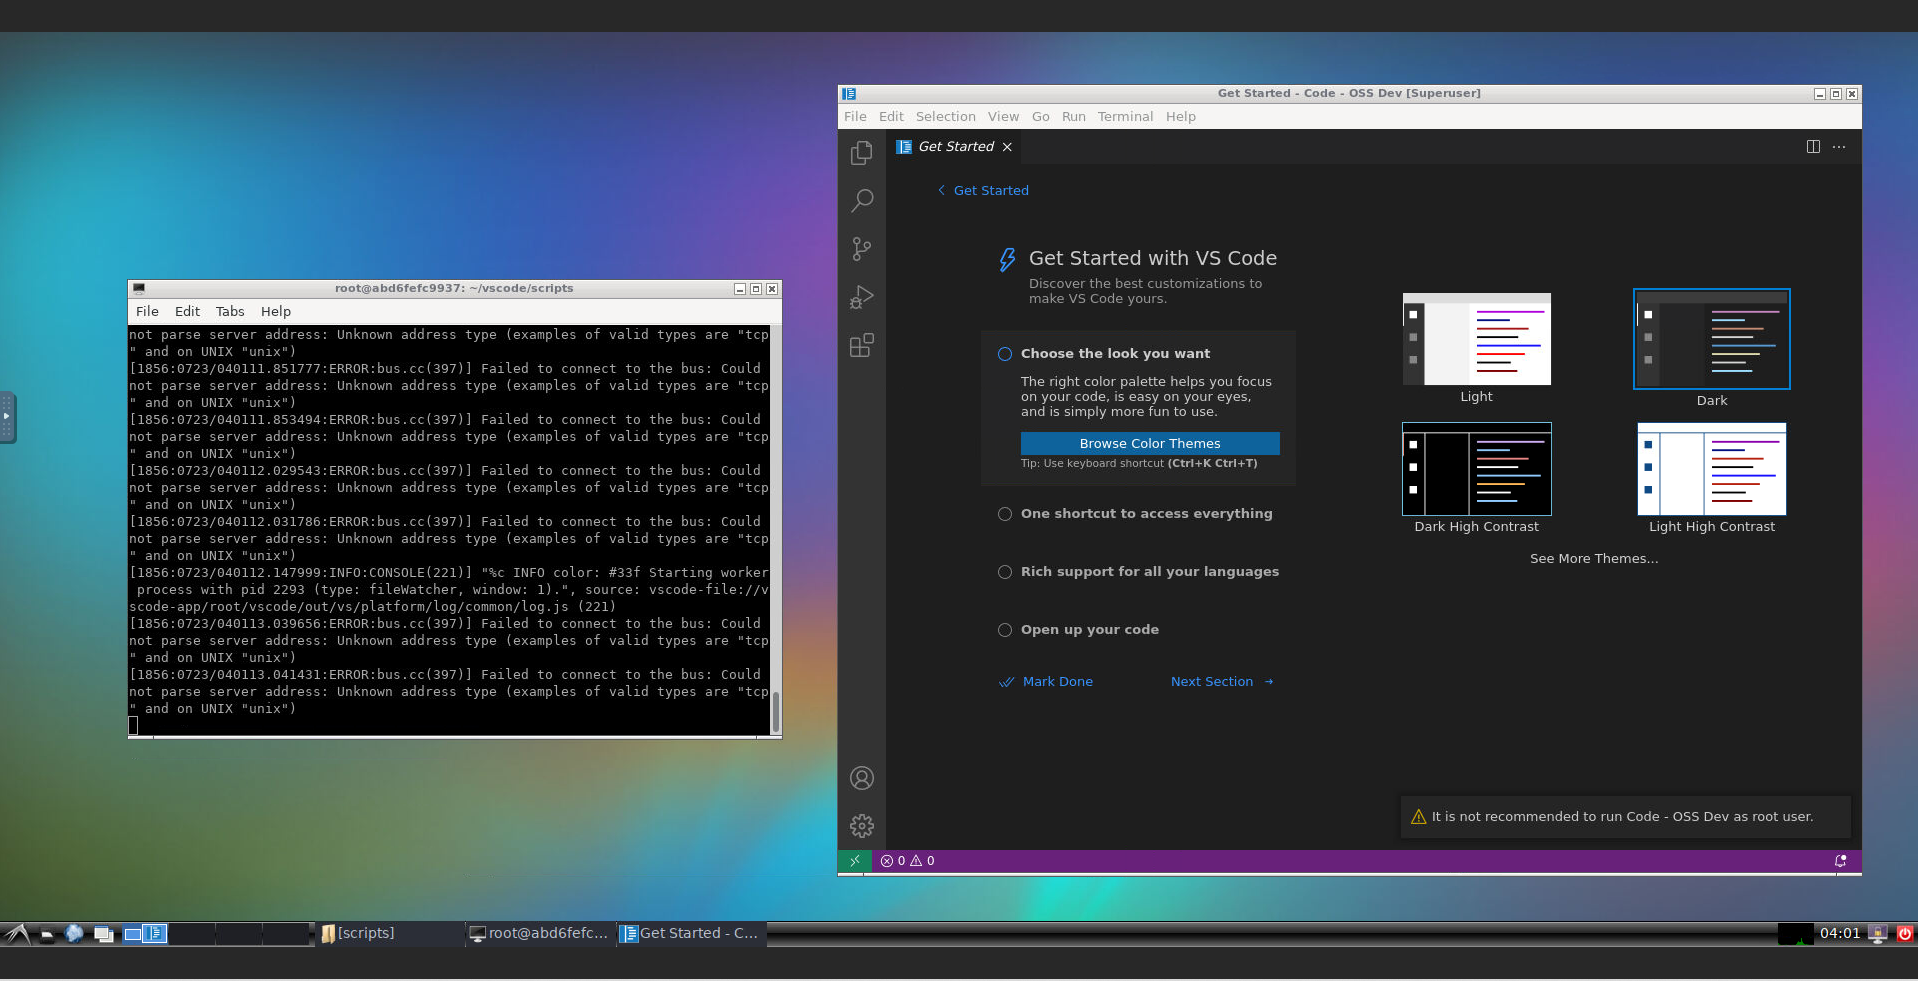 root@abd6fefc9937: ~/vscode/scripts
File Edit Tabs Help
not parse server address: Unknown address type (examples of valid types are "tcp
" and on UNIX "unix")
[1856:0723/040111.851777:ERROR:bus.cc(397)] Failed to connect to the bus: Could
not parse server address: Unknown address type (examples of valid types are "tcp
" and on UNIX "unix")
[1856:0723/040111.853494:ERROR:bus.cc(397)] Failed to connect to the bus: Could
not parse server address: Unknown address type (examples of valid types are "tcp
" and on UNIX "unix")
[1856:0723/040112.029543:ERROR:bus.cc(397)] Failed to connect to the bus: Could
not parse server address: Unknown address type (examples of valid types are "tcp
" and on UNIX "unix")
[1856:0723/040112.031786:ERROR:bus.cc(397)] Failed to connect to the bus: Could
not parse server address: Unknown address type (examples of valid types are "tcp
" and on UNIX "unix")
[1856:0723/040112.147999:INFO:CONSOLE(221)] "%c INFO color: #33f Starting worker
process with pid 2293 (type: fileWatcher, window: 1).", source: vscode-file://v
scode-app/root/vscode/out/vs/platform/log/common/log.js (221)
[1856:0723/040113.039656:ERROR:bus.cc(397)] Failed to connect to the bus: Could
not parse server address: Unknown address type (examples of valid types are "tcp
" and on UNIX "unix")
[1856:0723/040113.041431:ERROR:bus.cc(397)] Failed to connect to the bus: Could
not parse server address: Unknown address type (examples of valid types are "tcp
" and on UNIX "unix")
Get Started - Code - OSS Dev [Superuser]
File Edit Selection View Go Run Terminal Help
Get Started
Get Started
Get Started with VS Code
Discover the best customizations to
make VS Code yours.
Choose the look you want
The right color palette helps you focus
on your code, is easy on your eyes,
and is simply more fun to use.
Browse Color Themes
Tip: Use keyboard shortcut (Ctrl+K Ctrl+T)
One shortcut to access everything
Rich support for all your languages
Open up your code
Mark Done Next Section →
Light Dark
Dark High Contrast Light High Contrast
See More Themes...
It is not recommended to run Code - OSS Dev as root user.
0 0
[scripts] root@abd6fefc... Get Started - C... 04:01